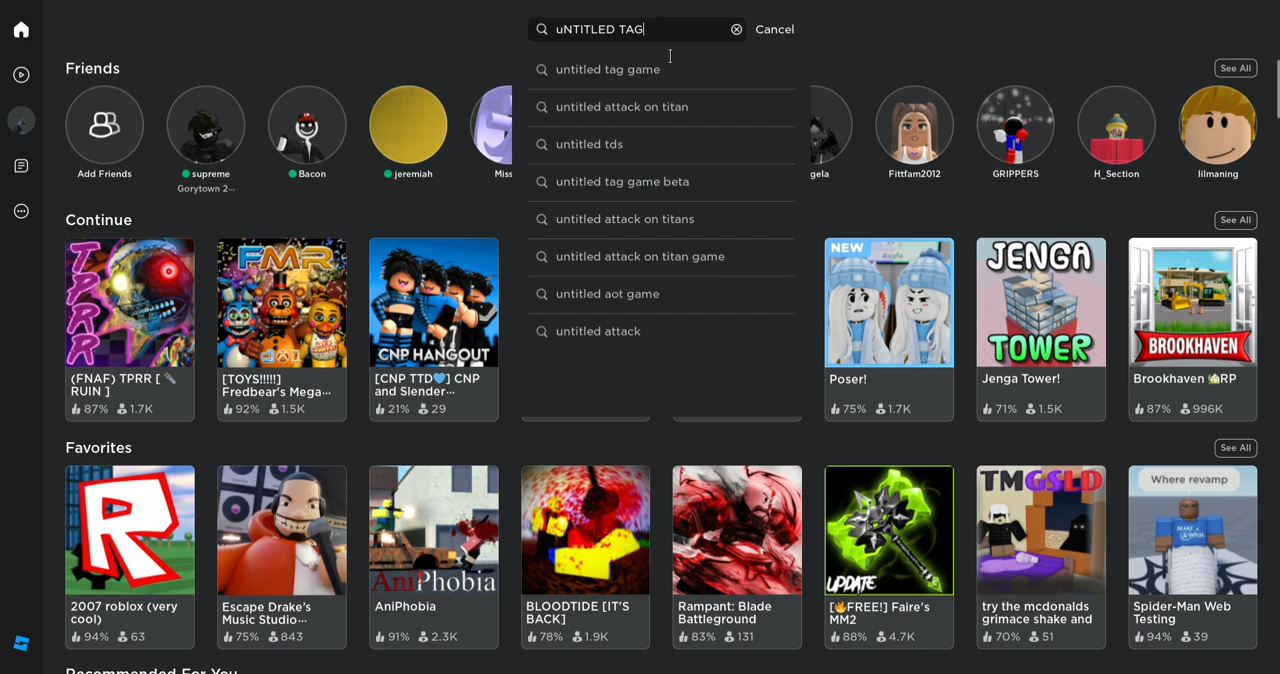 uNTITLED TAG
Cancel
untitled tag game
untitled attack on titan
untitled tds
untitled tag game beta
untitled attack on titans
untitled attack on titan game
untitled aot game
untitled attack
Friends
See All
Add Friends
supreme
Gorytown 2...
Bacon
jeremiah
Miss
gela
Fittfam2012
GRIPPERS
H_Section
lilmaning
Continue
See All
TPRR
FMR
CNP HANGOUT
NEW
Avafe
JENGA
TOWER
BROOKHAVEN
(FNAF) TPRR [ 🔦
RUIN ]
87% 1.7K
[TOYS!!!!!]
Fredbear's Mega...
92% 1.5K
[CNP TTD💙] CNP
and Slender...
21% 29
Poser!
75% 1.7K
Jenga Tower!
71% 1.5K
Brookhaven 🏡RP
87% 996K
Favorites
See All
R
AniPhobia
UPDATE
TMGSLD
Where revamp
2007 roblox (very
cool)
94% 63
Escape Drake's
Music Studio...
75% 843
AniPhobia
91% 2.3K
BLOODTIDE [IT'S
BACK]
78% 1.9K
Rampant: Blade
Battleground
83% 131
[🔥FREE!] Faire's
MM2
88% 4.7K
try the mcdonalds
grimace shake and
70% 51
Spider-Man Web
Testing
94% 39
Recommended For You